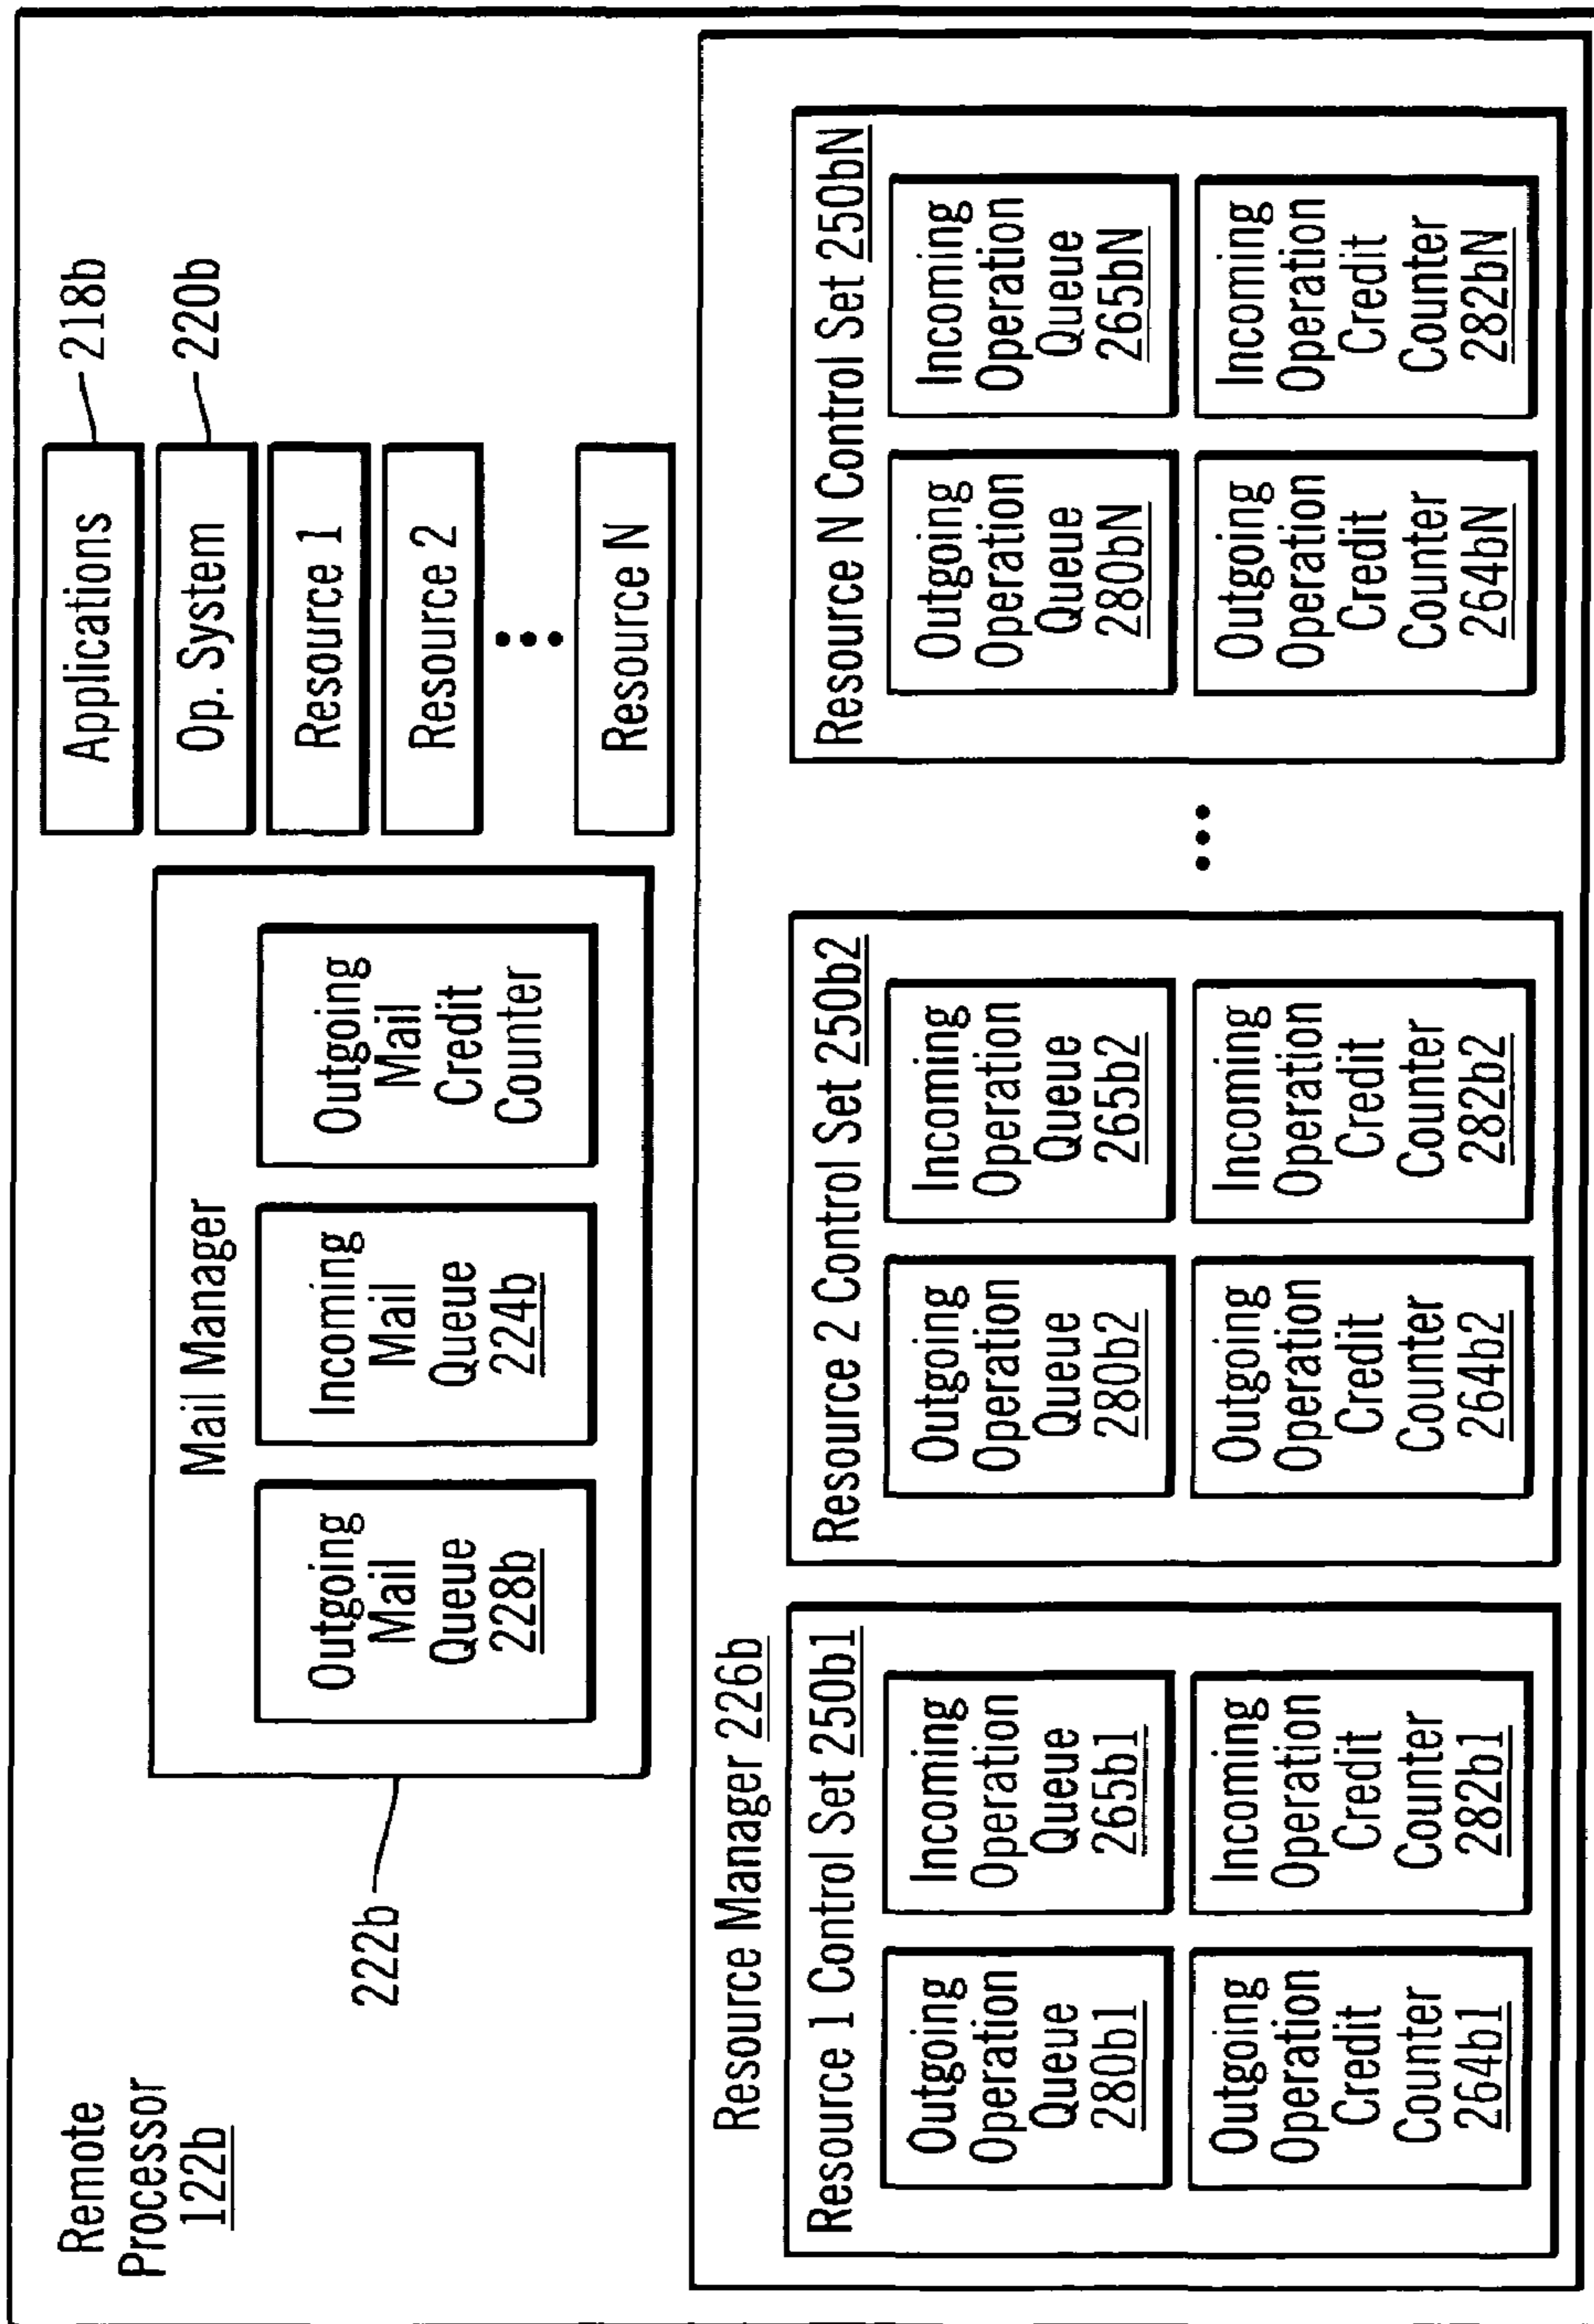 Remote
Processor
122b
222b
Mail Manager
Outgoing
Mail
Queue
228b
Incoming
Mail
Queue
224b
Outgoing
Mail
Credit
Counter
Applications
218b
Op. System
220b
Resource 1
Resource 2
Resource N
Resource Manager 226b
Resource 1 Control Set 250b1
Outgoing
Operation
Queue
280b1
Incoming
Operation
Queue
265b1
Outgoing
Operation
Credit
Counter
264b1
Incoming
Operation
Credit
Counter
282b1
Resource 2 Control Set 250b2
Outgoing
Operation
Queue
280b2
Incoming
Operation
Queue
265b2
Outgoing
Operation
Credit
Counter
264b2
Incoming
Operation
Credit
Counter
282b2
Resource N Control Set 250bN
Outgoing
Operation
Queue
280bN
Incoming
Operation
Queue
265bN
Outgoing
Operation
Credit
Counter
264bN
Incoming
Operation
Credit
Counter
282bN